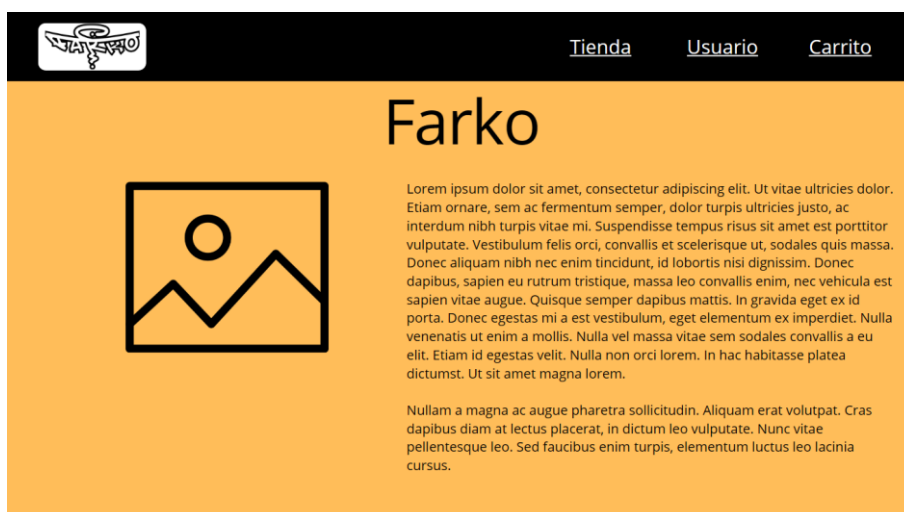 Tienda Usuario Carrito
Farko
Lorem ipsum dolor sit amet, consectetur adipiscing elit. Ut vitae ultricies dolor.
Etiam ornare, sem ac fermentum semper, dolor turpis ultricies justo, ac
interdum nibh turpis vitae mi. Suspendisse tempus risus sit amet est porttitor
vulputate. Vestibulum felis orci, convallis et scelerisque ut, sodales quis massa.
Donec aliquam nibh nec enim tincidunt, id lobortis nisi dignissim. Donec
dapibus, sapien eu rutrum tristique, massa leo convallis enim, nec vehicula est
sapien vitae augue. Quisque semper dapibus mattis. In gravida eget ex id
porta. Donec egestas mi a est vestibulum, eget elementum ex imperdiet. Nulla
venenatis ut enim a mollis. Nulla vel massa vitae sem sodales convallis a eu
elit. Etiam id egestas velit. Nulla non orci lorem. In hac habitasse platea
dictumst. Ut sit amet magna lorem.
Nullam a magna ac augue pharetra sollicitudin. Aliquam erat volutpat. Cras
dapibus diam at lectus placerat, in dictum leo vulputate. Nunc vitae
pellentesque leo. Sed faucibus enim turpis, elementum luctus leo lacinia
cursus.